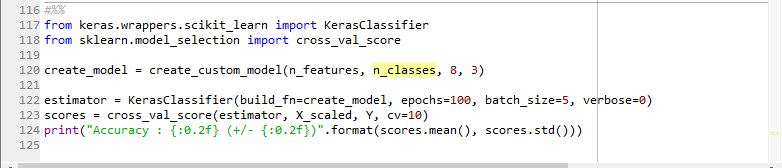 116 #%%
117 from keras.wrappers.scikit_learn import KerasClassifier
118 from sklearn.model_selection import cross_val_score
119
120 create_model = create_custom_model(n_features, n_classes, 8, 3)
121
122 estimator = KerasClassifier(build_fn=create_model, epochs=100, batch_size=5, verbose=0)
123 scores = cross_val_score(estimator, X_scaled, Y, cv=10)
124 print("Accuracy : {:0.2f} (+/- {:0.2f})".format(scores.mean(), scores.std()))
125